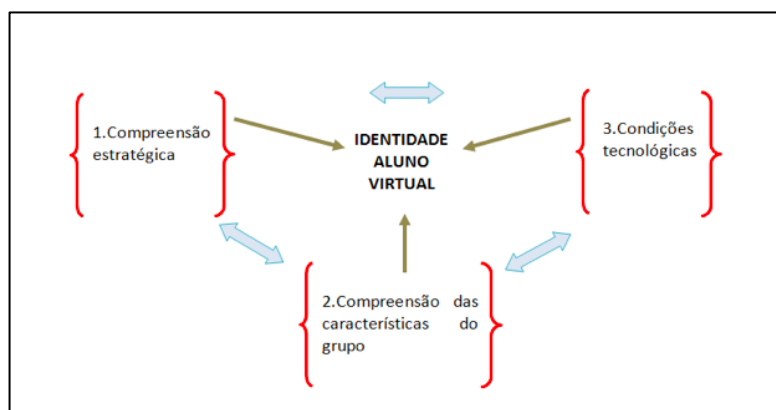 1.Compreensão
estratégica
IDENTIDADE
ALUNO
VIRTUAL
3.Condições
tecnológicas
2.Compreensão das
características do
grupo